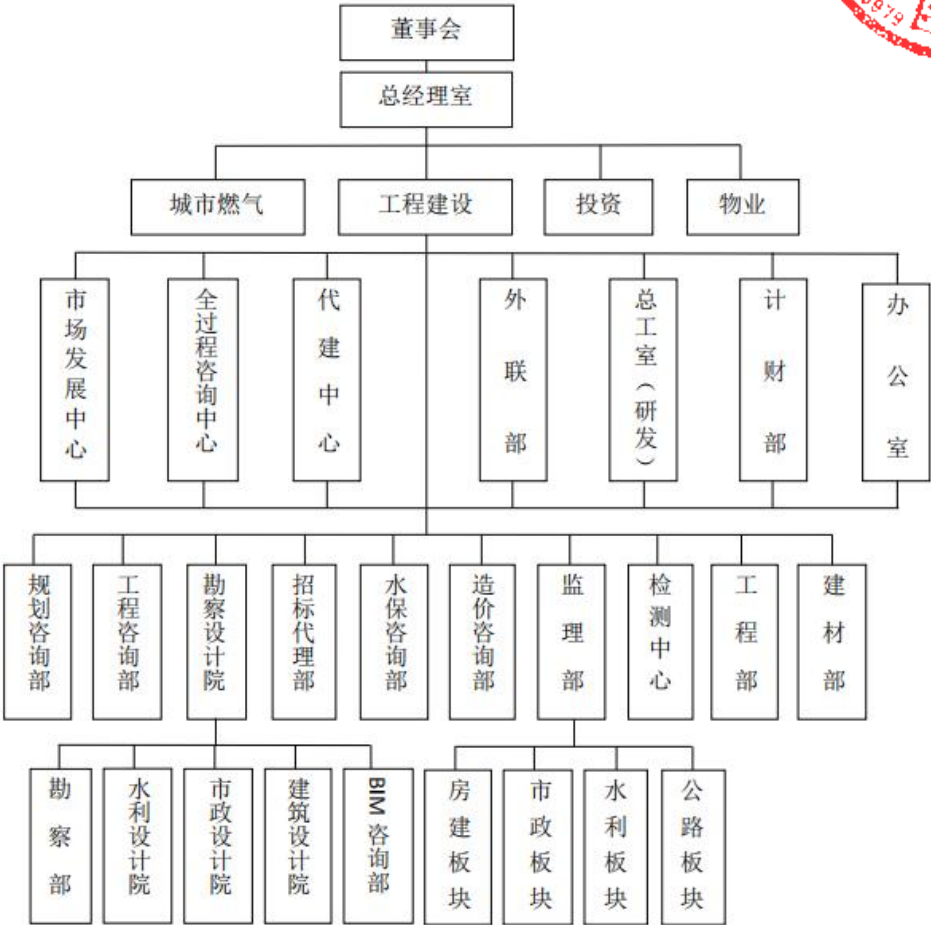 董事会
总经理室
城市燃气
工程建设
投资
物业
市场发展中心
全过程咨询中心
代建中心
外联部
总工室（研发）
计财部
办公室
规划咨询部
工程咨询部
勘察设计院
招标代理部
水保咨询部
造价咨询部
监理部
检测中心
工程部
建材部
勘察部
水利设计院
市政设计院
建筑设计院
BIM咨询部
房建板块
市政板块
水利板块
公路板块